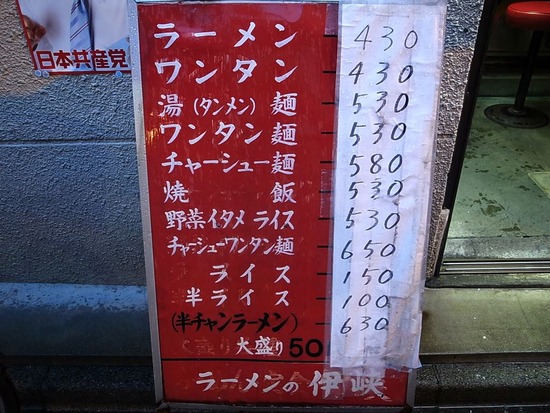 日本共産党
ラーメン 430
ワンタン 430
湯(タンメン)麺 530
ワンタン麺 530
チャーシュー麺 580
焼飯 530
野菜イタメライス 530
チャーシューワンタン麺 650
ライス 150
半ライス 100
(半チャンラーメン) 630
大盛り 50
ラーメンの伊峡